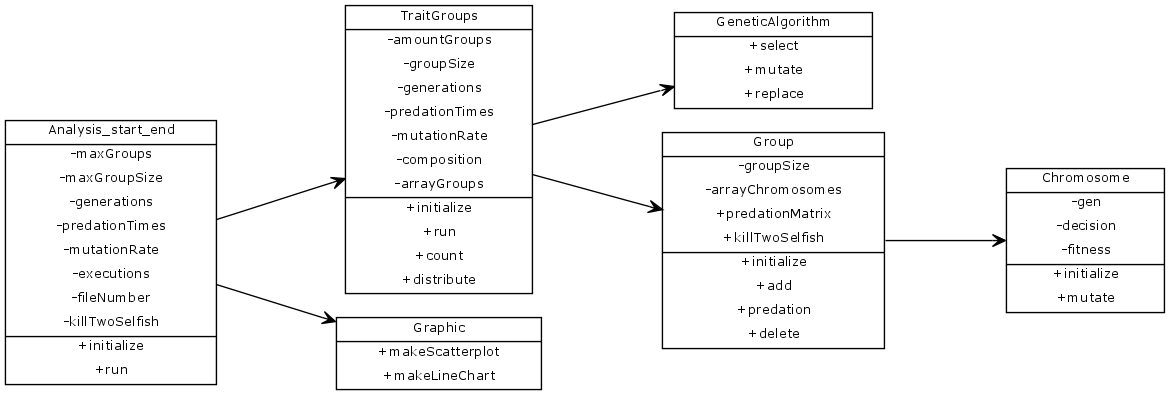 Analysis_start_end
-maxGroups
-maxGroupSize
-generations
-predationTimes
-mutationRate
-executions
-fileNumber
-killTwoSelfish
+initialize
+run
TraitGroups
-amountGroups
-groupSize
-generations
-predationTimes
-mutationRate
-composition
-arrayGroups
+initialize
+run
+count
+distribute
Graphic
+makeScatterplot
+makeLineChart
GeneticAlgorithm
+select
+mutate
+replace
Group
-groupSize
-arrayChromosomes
+predationMatrix
+killTwoSelfish
+initialize
+add
+predation
+delete
Chromosome
-gen
-decision
-fitness
+initialize
+mutate